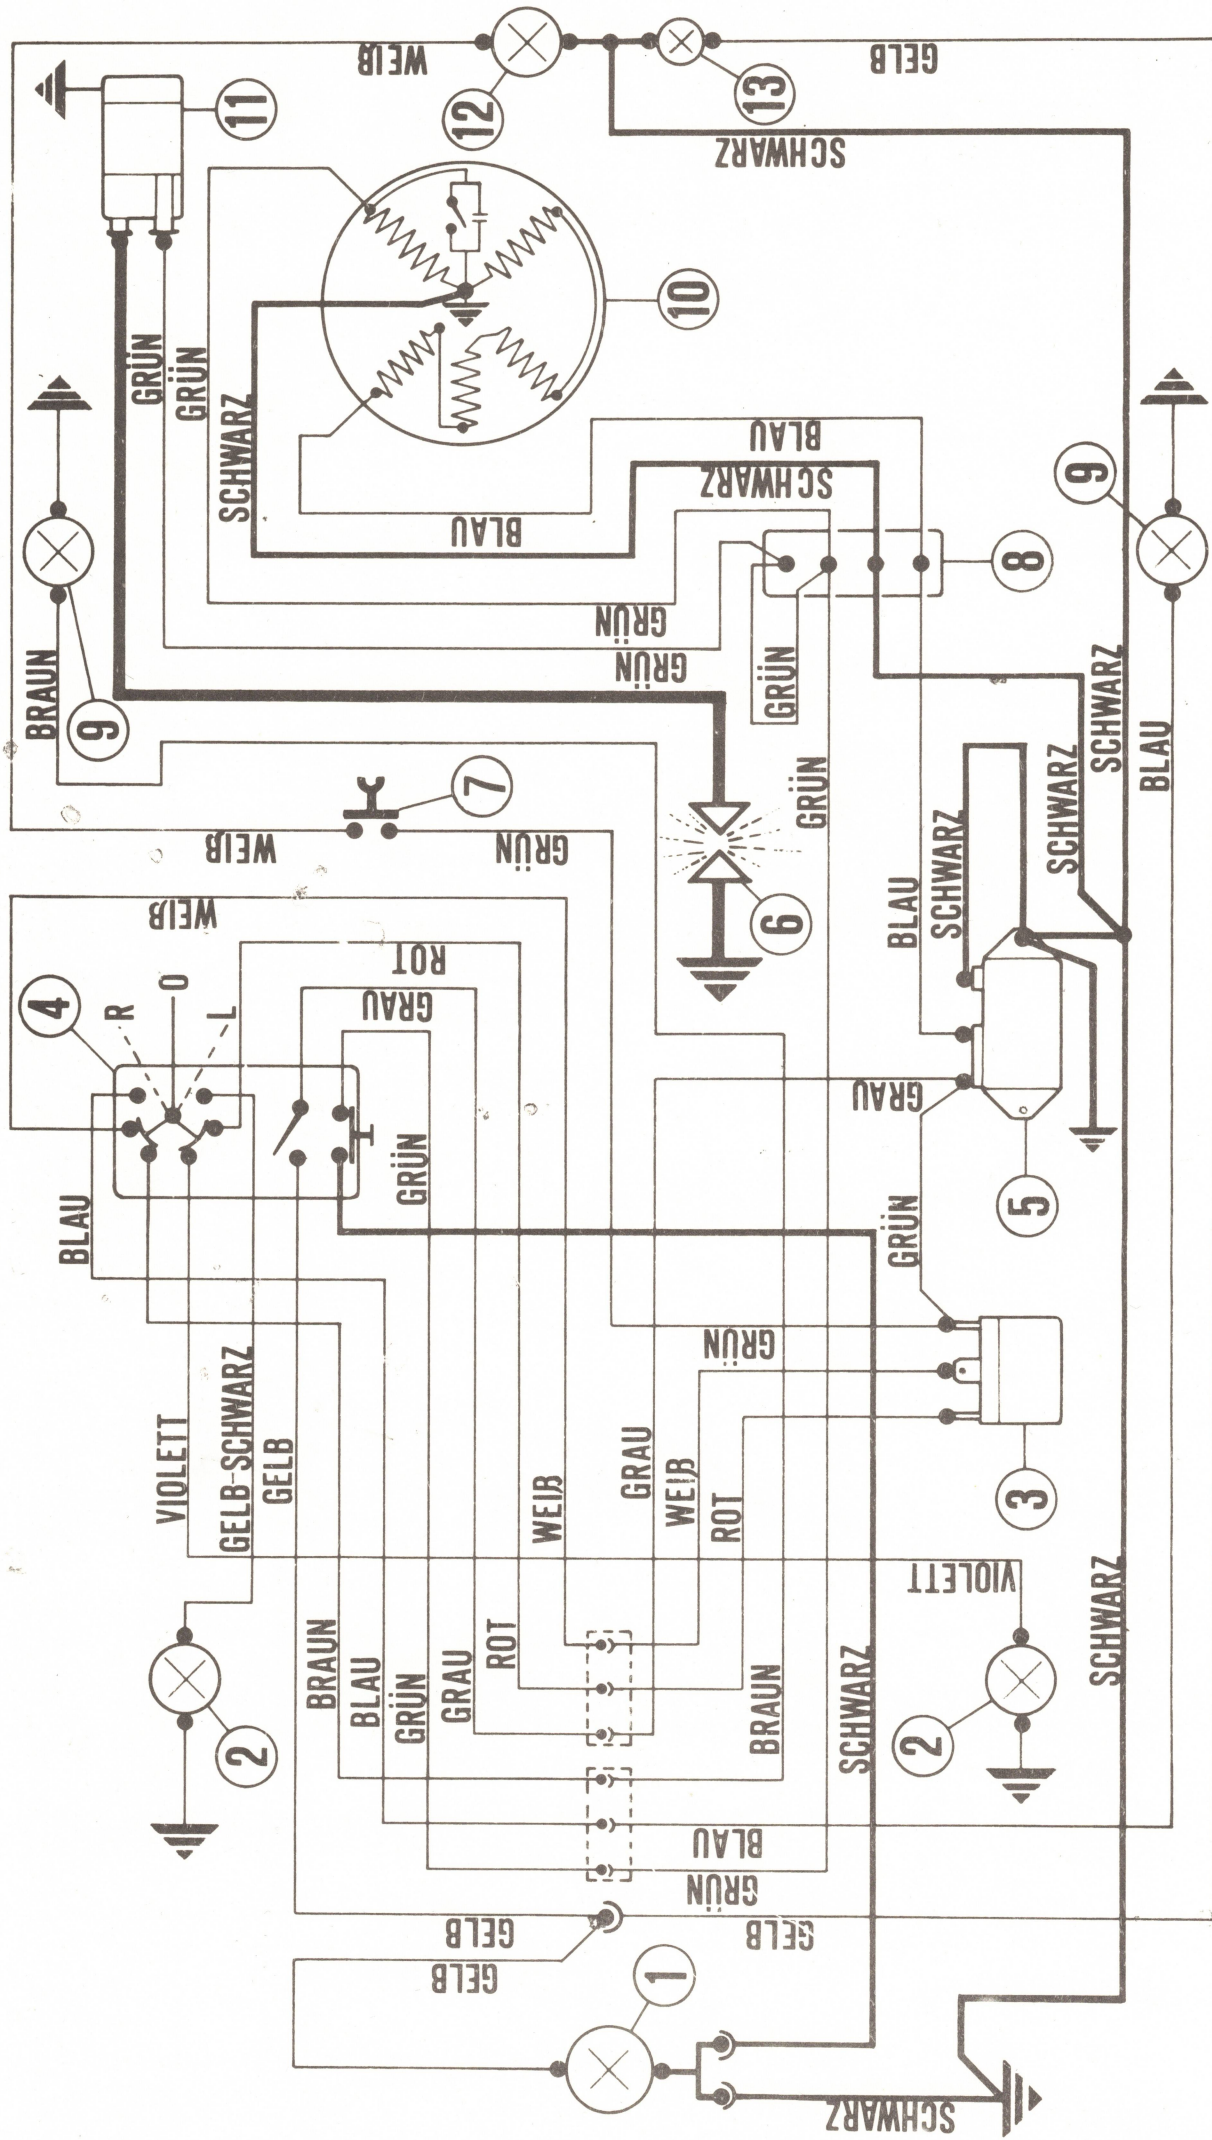 WEIß
12
13
GELB
11
SCHWARZ
10
GRÜN
GRÜN
SCHWARZ
BLAU
SCHWARZ
BLAU
9
8
GRÜN
GRÜN
GRÜN
BRAUN
9
SCHWARZ
BLAU
SCHWARZ
GRÜN
7
WEIß
GRÜN
SCHWARZ
BLAU
6
WEIß
ROT
GRAU
4
R
O
L
GRAU
GRÜN
BLAU
GRÜN
5
GRÜN
VIOLETT
GELB-SCHWARZ
GELB
WEIß
GRAU
WEIß
ROT
3
VIOLETT
SCHWARZ
BRAUN
BLAU
GRÜN
GRAU
ROT
BRAUN
SCHWARZ
2
2
BLAU
GRÜN
GELB
GELB
GELB
1
SCHWARZ